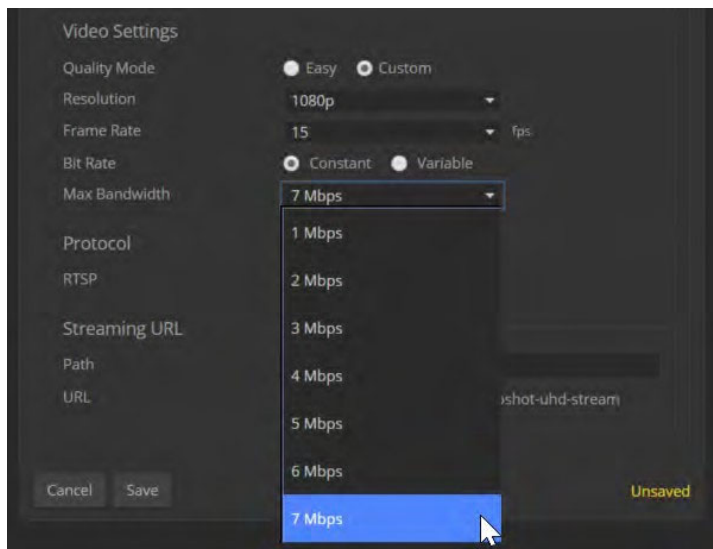 Video Settings
Quality Mode Easy Custom
Resolution 1080p
Frame Rate 15 fps
Bit Rate Constant Variable
Max Bandwidth 7 Mbps
1 Mbps
Protocol
RTSP 2 Mbps
3 Mbps
Streaming URL
Path 4 Mbps
URL shot-uhd-stream
5 Mbps
6 Mbps
Cancel Save Unsaved
7 Mbps